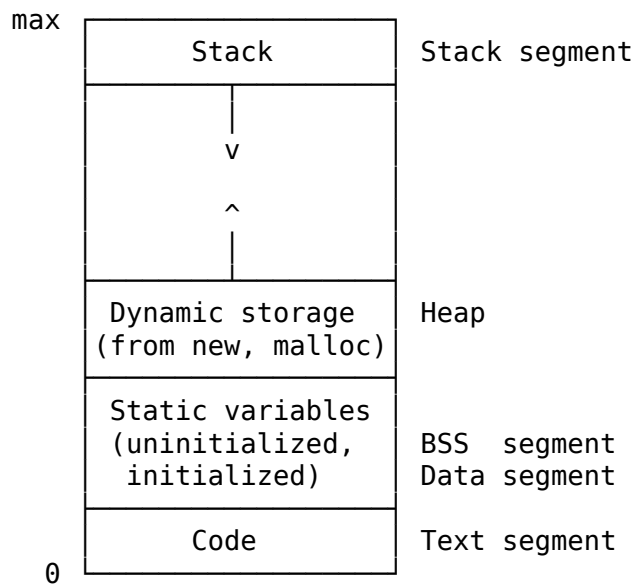 max
Stack Stack segment
v
^
Dynamic storage Heap
(from new, malloc)
Static variables
(uninitialized, BSS segment
initialized) Data segment
Code Text segment
0